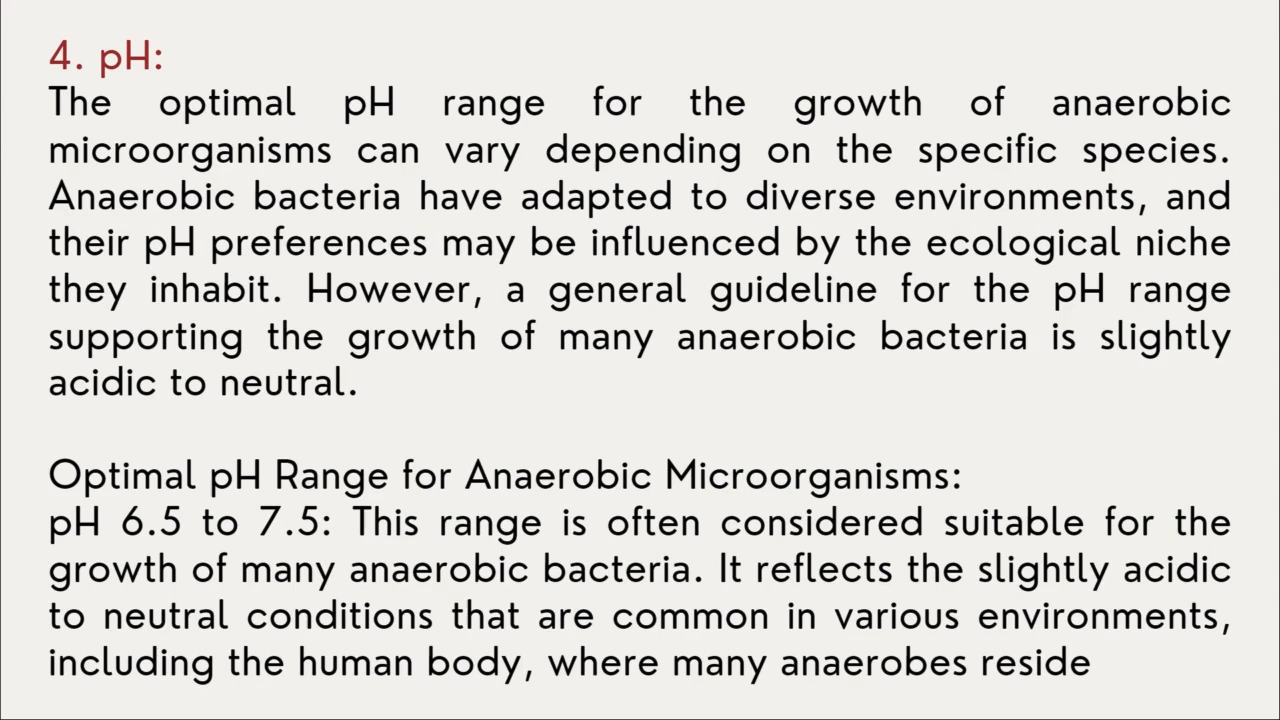 4. pH:
The optimal pH range for the growth of anaerobic
microorganisms can vary depending on the specific species.
Anaerobic bacteria have adapted to diverse environments, and
their pH preferences may be influenced by the ecological niche
they inhabit. However, a general guideline for the pH range
supporting the growth of many anaerobic bacteria is slightly
acidic to neutral.
Optimal pH Range for Anaerobic Microorganisms:
pH 6.5 to 7.5: This range is often considered suitable for the
growth of many anaerobic bacteria. It reflects the slightly acidic
to neutral conditions that are common in various environments,
including the human body, where many anaerobes reside